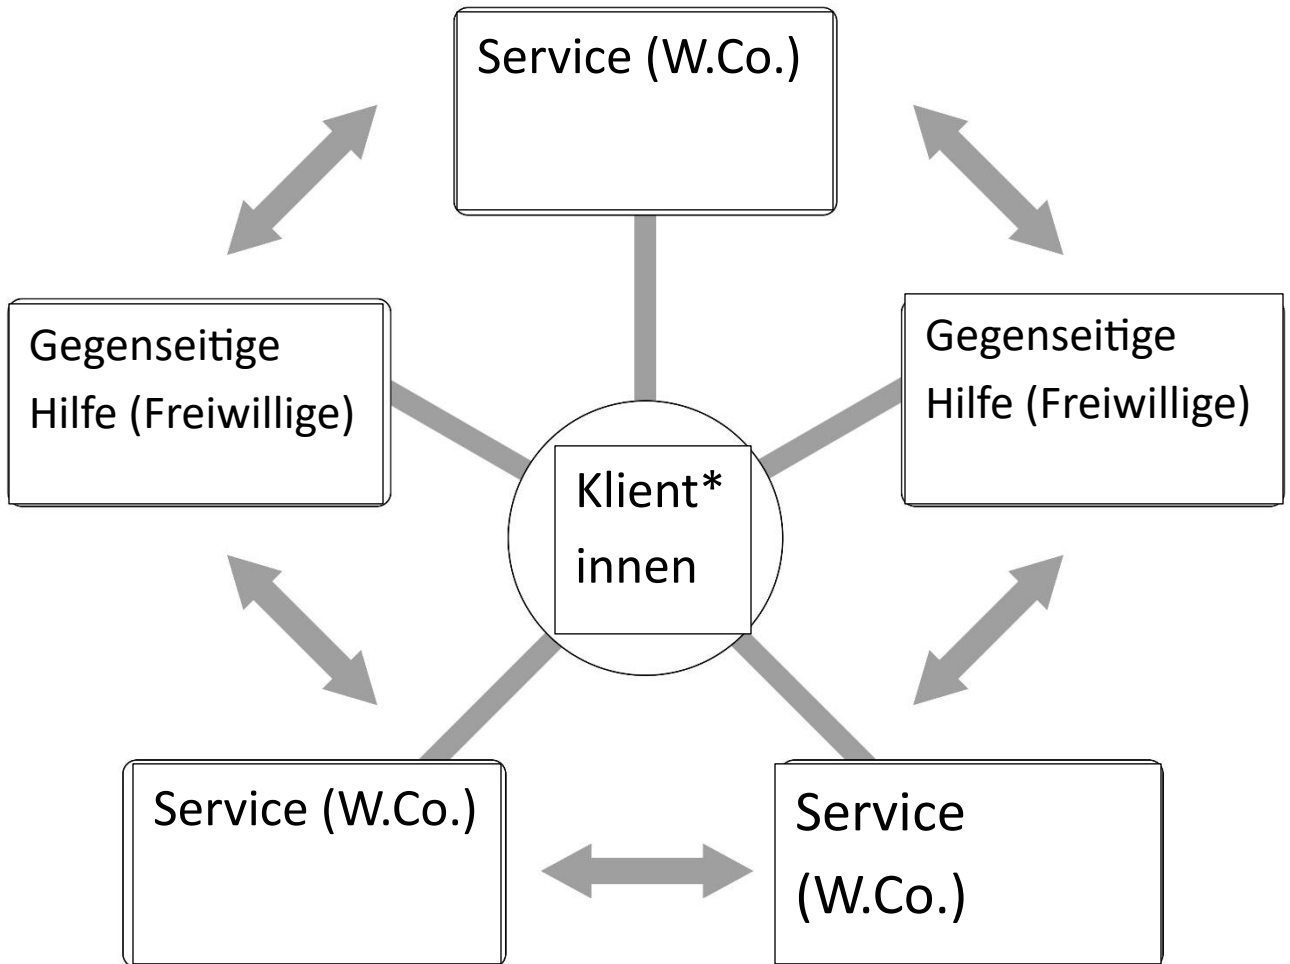 Service (W.Co.)
Gegenseitige
Hilfe (Freiwillige)
Gegenseitige
Hilfe (Freiwillige)
Klient*
innen
Service (W.Co.)
Service
(W.Co.)